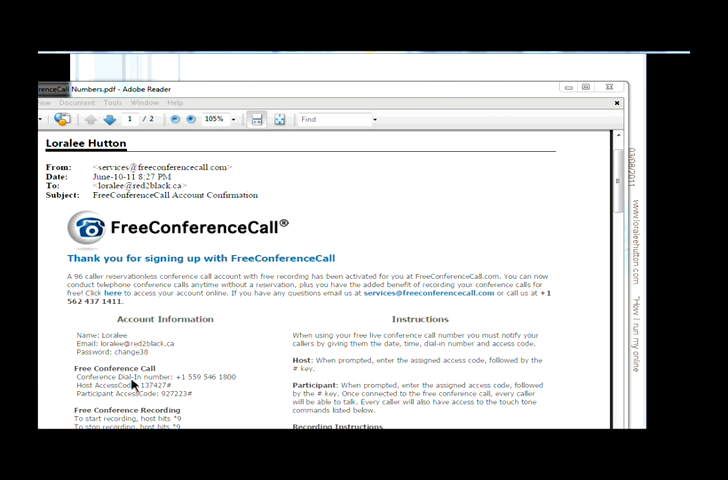 renceCall Numbers.pdf - Adobe Reader
View Document Tools Window Help
1 / 2 105% Find
Loralee Hutton
From: <services@freeconferencecall.com>
Date: June-10-11 8:27 PM
To: <loralee@red2black.ca>
Subject: FreeConferenceCall Account Confirmation
FreeConferenceCall®
Thank you for signing up with FreeConferenceCall
A 96 caller reservationless conference call account with free recording has been activated for you at FreeConferenceCall.com. You can now
conduct telephone conference calls anytime without a reservation, plus you have the added benefit of recording your conference calls for
free! Click here to access your account online. If you have any questions email us at services@freeconferencecall.com or call us at +1
562 437 1411.
Account Information
Name: Loralee
Email: loralee@red2black.ca
Password: change38
Free Conference Call
Conference Dial-In number: +1 559 546 1800
Host AccessCode: 137427#
Participant AccessCode: 927223#
Free Conference Recording
To start recording, host hits *9
To stop recording, host hits *9
Instructions
When using your free live conference call number you must notify your
callers by giving them the date, time, dial-in number and access code.
Host: When prompted, enter the assigned access code, followed by the
# key.
Participant: When prompted, enter the assigned access code, followed
by the # key. Once connected to the free conference call, every caller
will be able to talk. Every caller will also have access to the touch tone
commands listed below.
Recording Instructions
03/08/2011 www.loraleehutton.com "How I run my online